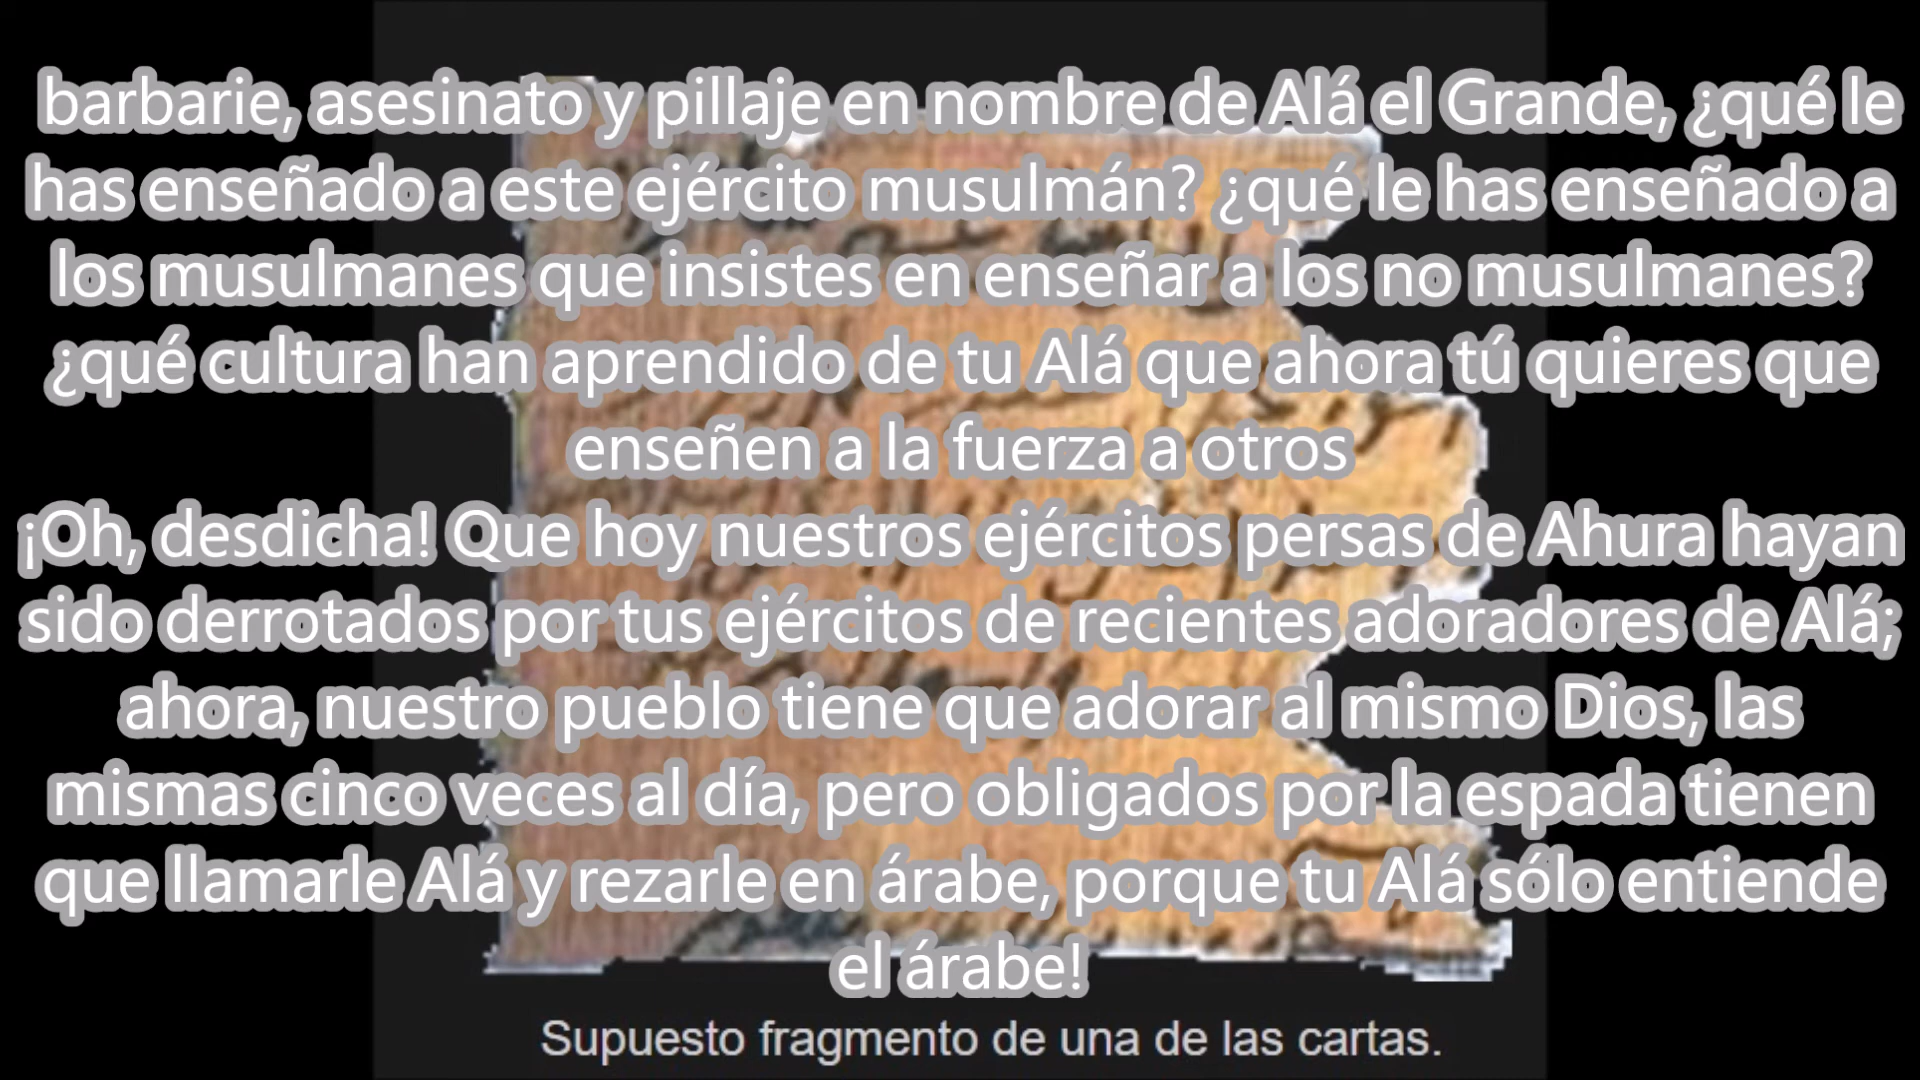 barbarie, asesinato y pillaje en nombre de Alá el Grande, ¿qué le
has enseñado a este ejército musulmán? ¿qué le has enseñado a
los musulmanes que insistes en enseñar a los no musulmanes?
¿qué cultura han aprendido de tu Alá que ahora tú quieres que
enseñen a la fuerza a otros
¡Oh, desdicha! Que hoy nuestros ejércitos persas de Ahura hayan
sido derrotados por tus ejércitos de recientes adoradores de Alá;
ahora, nuestro pueblo tiene que adorar al mismo Dios, las
mismas cinco veces al día, pero obligados por la espada tienen
que llamarle Alá y rezarle en árabe, porque tu Alá sólo entiende
el árabe!
Supuesto fragmento de una de las cartas.